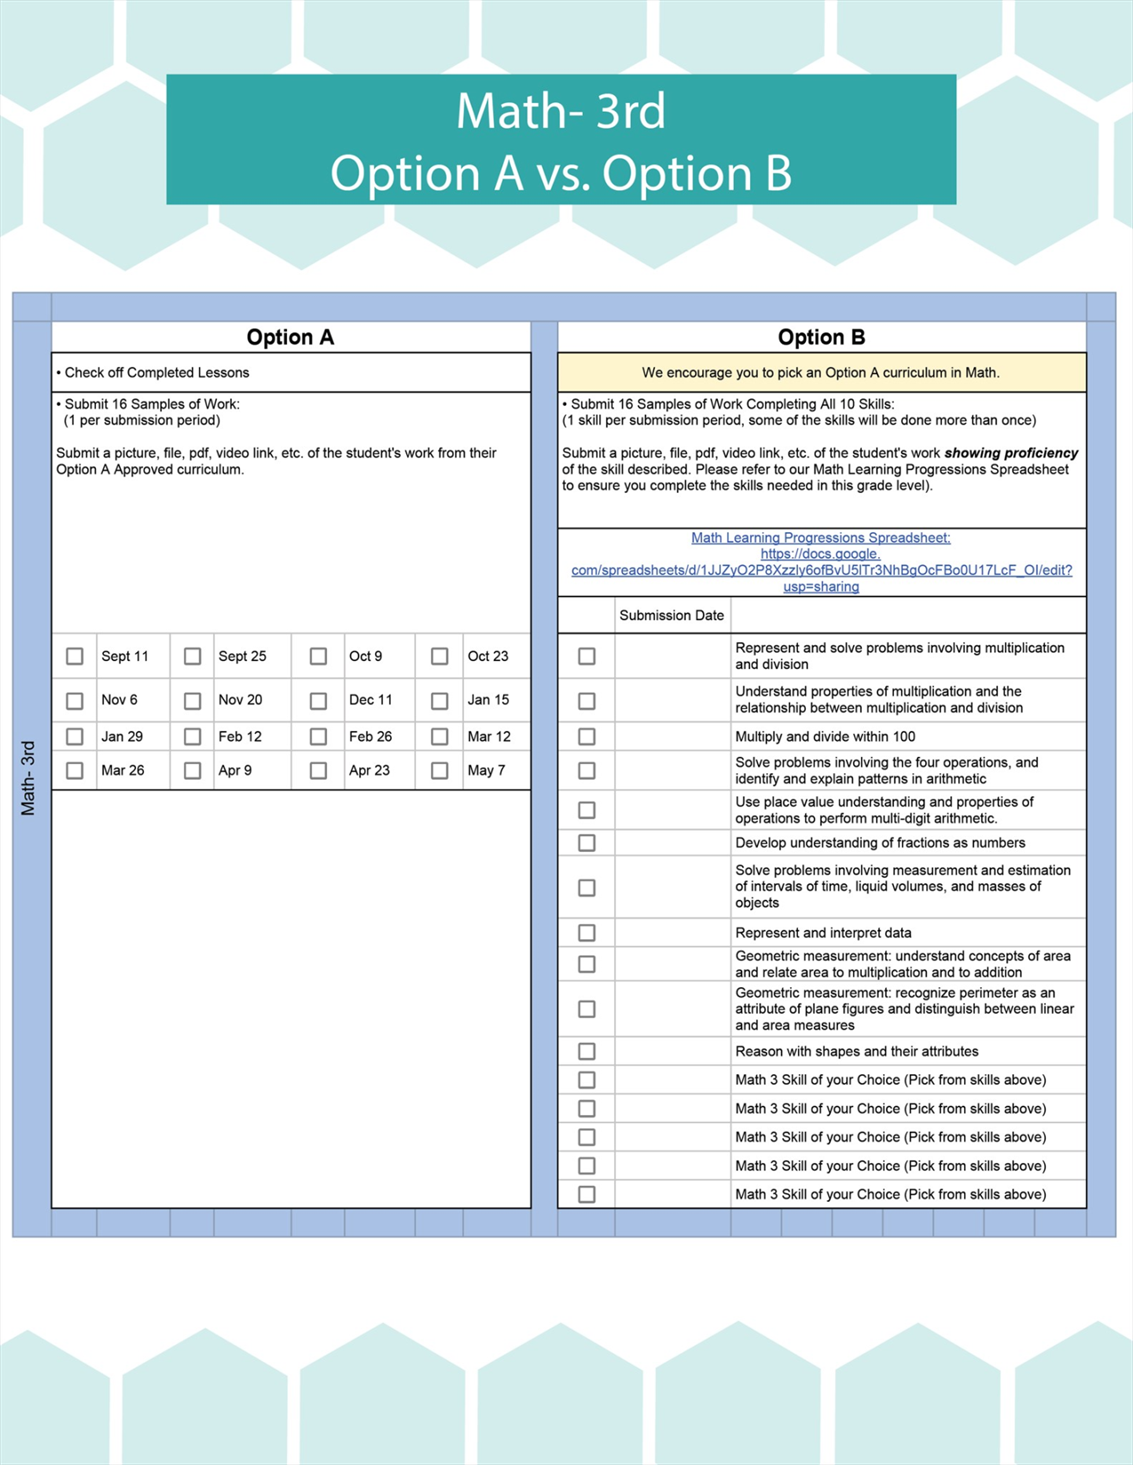 Math- 3rd
Option A vs. Option B
Option A
• Check off Completed Lessons
• Submit 16 Samples of Work:
(1 per submission period)
Submit a picture, file, pdf, video link, etc. of the student's work from their
Option A Approved curriculum.
Sept 11 Sept 25 Oct 9 Oct 23
Nov 6 Nov 20 Dec 11 Jan 15
Jan 29 Feb 12 Feb 26 Mar 12
Mar 26 Apr 9 Apr 23 May 7
Math- 3rd
Option B
We encourage you to pick an Option A curriculum in Math.
• Submit 16 Samples of Work Completing All 10 Skills:
(1 skill per submission period, some of the skills will be done more than once)
Submit a picture, file, pdf, video link, etc. of the student's work showing proficiency
of the skill described. Please refer to our Math Learning Progressions Spreadsheet
to ensure you complete the skills needed in this grade level).
Math Learning Progressions Spreadsheet:
https://docs.google.
com/spreadsheets/d/1JJZyO2P8Xzzly6ofBvU5lTr3NhBgOcFBo0U17LcF_OI/edit?
usp=sharing
Submission Date
Represent and solve problems involving multiplication
and division
Understand properties of multiplication and the
relationship between multiplication and division
Multiply and divide within 100
Solve problems involving the four operations, and
identify and explain patterns in arithmetic
Use place value understanding and properties of
operations to perform multi-digit arithmetic.
Develop understanding of fractions as numbers
Solve problems involving measurement and estimation
of intervals of time, liquid volumes, and masses of
objects
Represent and interpret data
Geometric measurement: understand concepts of area
and relate area to multiplication and to addition
Geometric measurement: recognize perimeter as an
attribute of plane figures and distinguish between linear
and area measures
Reason with shapes and their attributes
Math 3 Skill of your Choice (Pick from skills above)
Math 3 Skill of your Choice (Pick from skills above)
Math 3 Skill of your Choice (Pick from skills above)
Math 3 Skill of your Choice (Pick from skills above)
Math 3 Skill of your Choice (Pick from skills above)